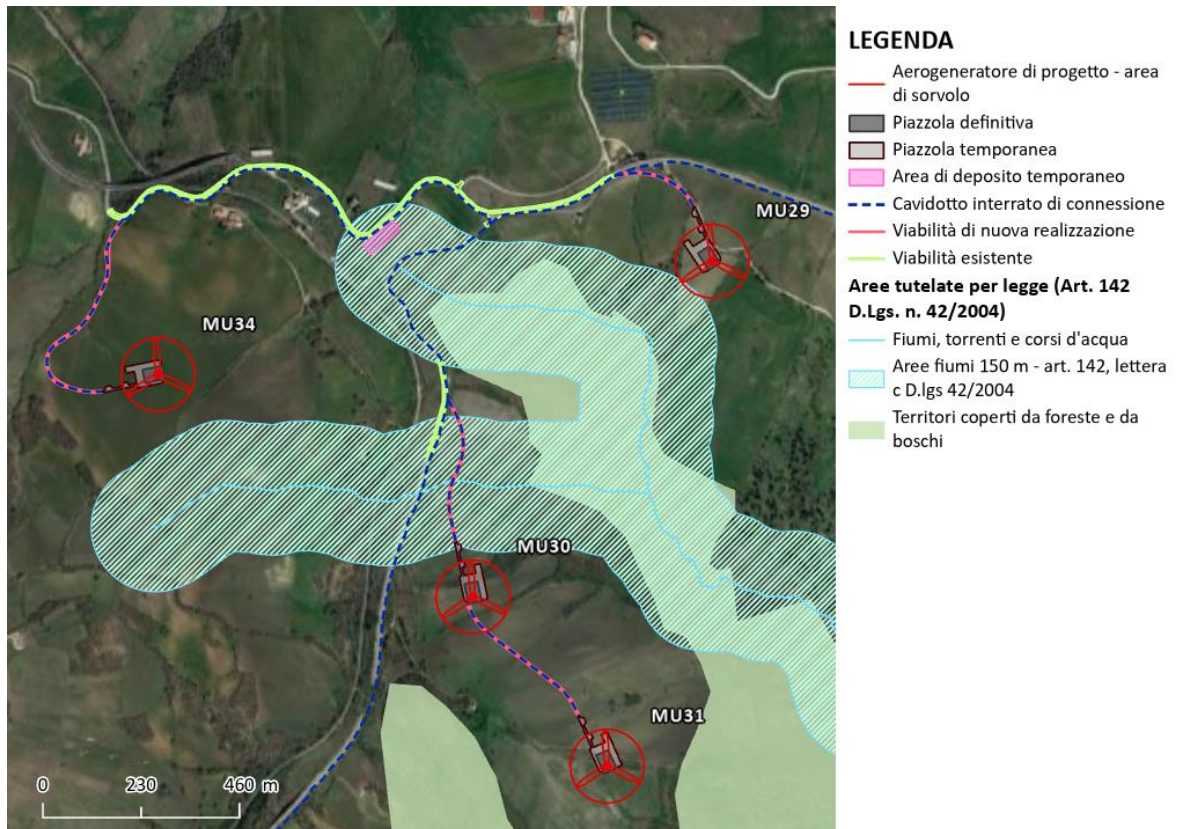 MU29
MU34
MU30
MU31
0 230 460 m
LEGENDA
Aerogeneratore di progetto - area
di sorvolo
Piazzola definitiva
Piazzola temporanea
Area di deposito temporaneo
Cavidotto interrato di connessione
Viabilità di nuova realizzazione
Viabilità esistente
Aree tutelate per legge (Art. 142
D.Lgs. n. 42/2004)
Fiumi, torrenti e corsi d'acqua
Aree fiumi 150 m - art. 142, lettera
c D.lgs 42/2004
Territori coperti da foreste e da
boschi